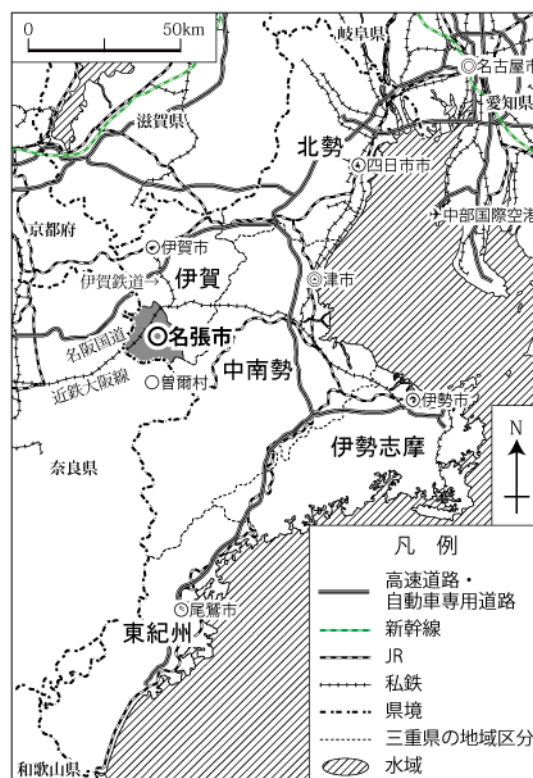 0
50km
岐阜県
名古屋市
愛知県
滋賀県
北勢
四日市市
中部国際空港
京都府
伊賀市
伊賀鉄道→
伊賀
津市
名阪国道
名張市
中南勢
近鉄大阪線
曽爾村
伊勢市
伊勢志摩
N
奈良県
凡 例
高速道路・
自動車専用道路
新幹線
JR
私鉄
県境
三重県の地域区分
水域
尾鷲市
東紀州
和歌山県